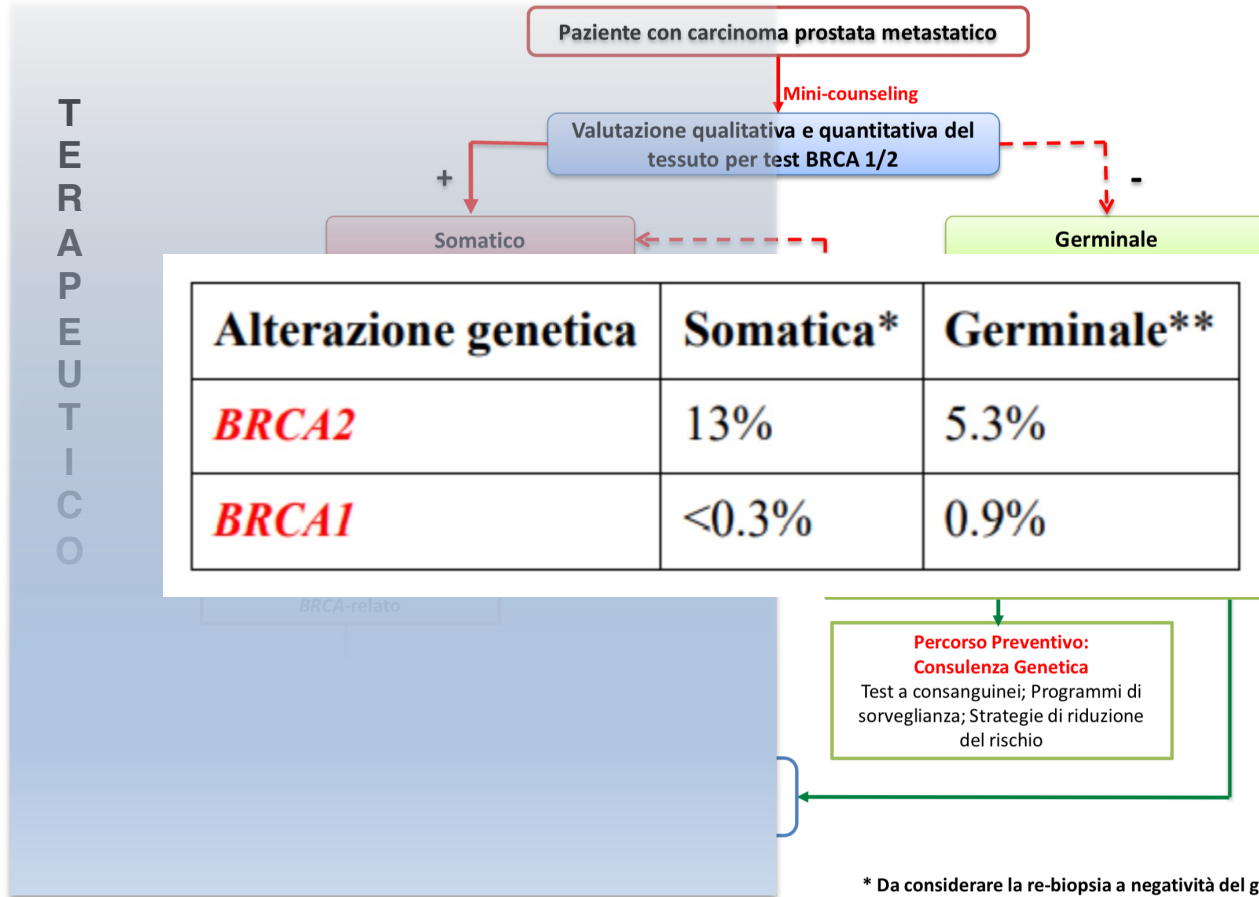 T
E
R
A
P
E
U
T
I
C
O
Paziente con carcinoma prostata metastatico
Mini-counseling
Valutazione qualitativa e quantitativa del
tessuto per test BRCA 1/2
+
-
Somatico
Germinale
Alterazione genetica Somatica* Germinale**
BRCA2 13% 5.3%
BRCA1 <0.3% 0.9%
BRCA-relato
Percorso Preventivo:
Consulenza Genetica
Test a consanguinei; Programmi di
sorveglianza; Strategie di riduzione
del rischio
* Da considerare la re-biopsia a negatività del g